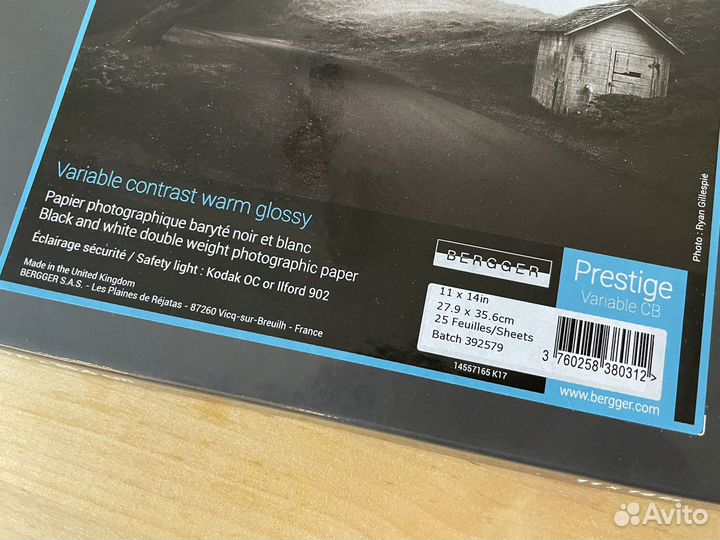 Variable contrast warm glossy
Papier photographique baryté noir et blanc
Black and white double weight photographic paper
Éclairage sécurité / Safety light : Kodak OC or Ilford 902
Made in the United Kingdom
BERGGER S.A.S. - Les Plaines de Réjatas - 87260 Vicq-sur-Breuilh - France
BERGGER
11 x 14in
27.9 x 35.6cm
25 Feuilles/Sheets
Batch 392579
14557165 K17
Prestige
Variable CB
3 760258 380312>
www.bergger.com
Photo : Ryan Gillespié
Avito